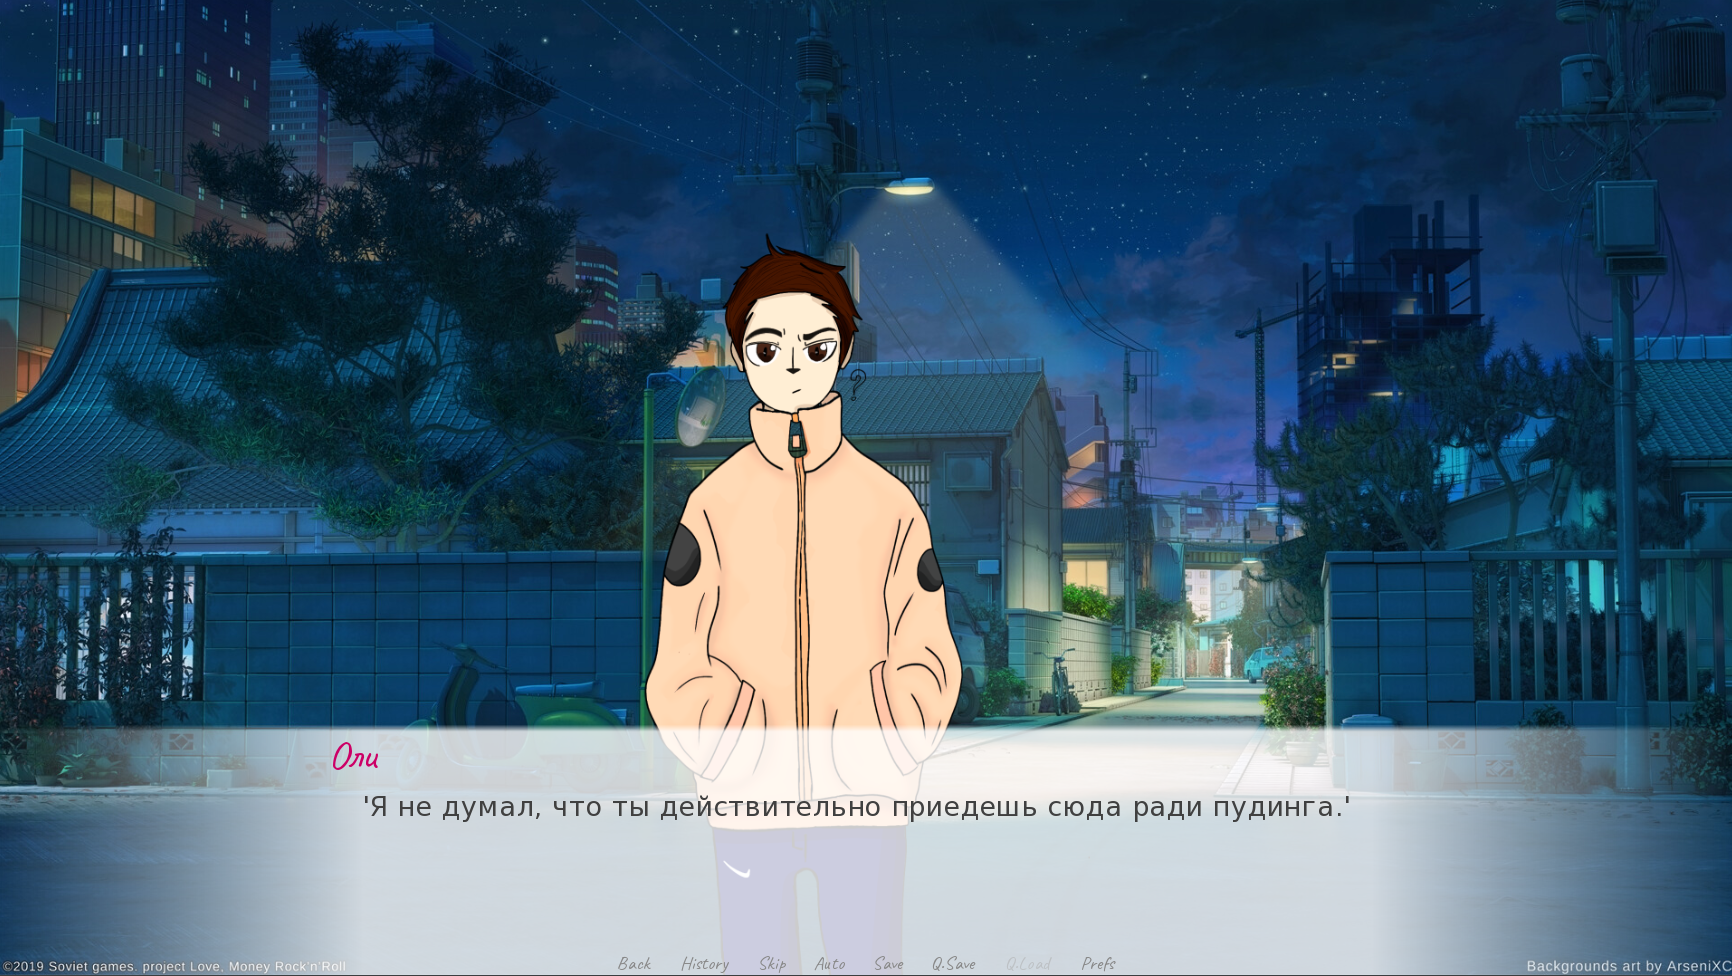 ?
Оли
'Я не думал, что ты действительно приедешь сюда ради пудинга.'
Back History Skip Auto Save Q.Save Q.Load Prefs
©2019 Soviet games. project Love, Money Rock'n'Roll
Backgrounds art by ArseniXC